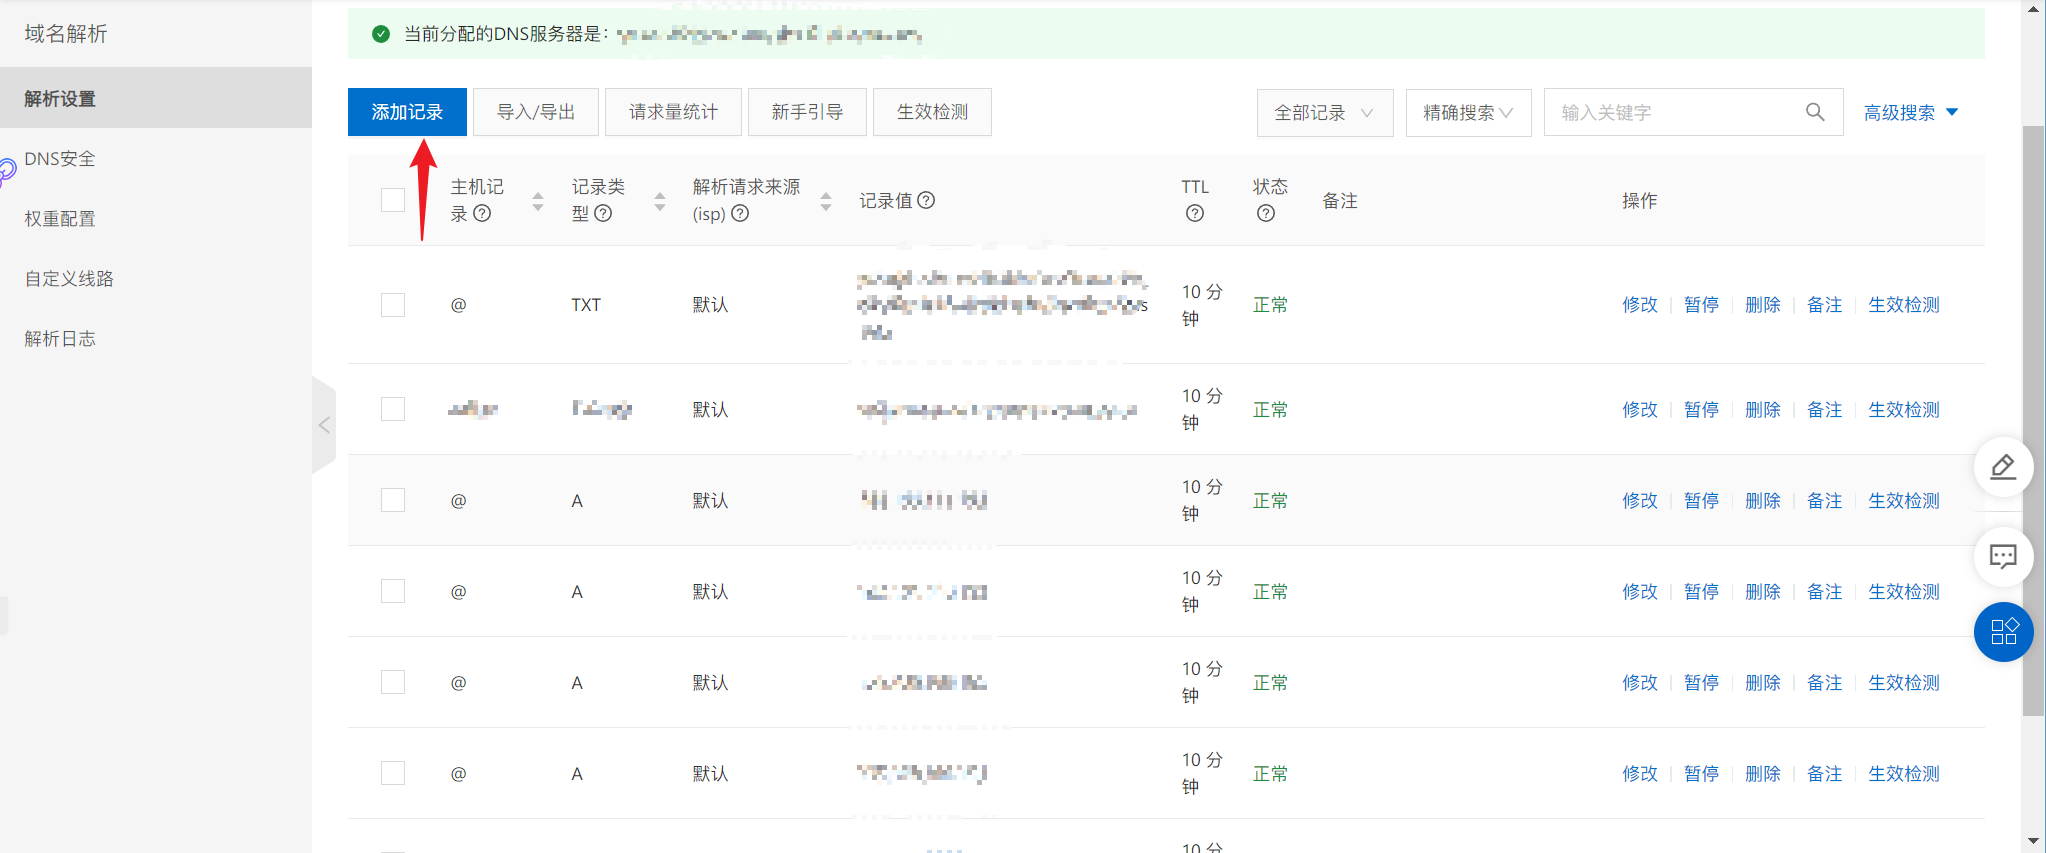 域名解析
解析设置
DNS安全
权重配置
自定义线路
解析日志
当前分配的DNS服务器是：
添加记录 导入/导出 请求量统计 新手引导 生效检测 全部记录 精确搜索 输入关键字 高级搜索
主机记录 记录类型 解析请求来源(isp) 记录值 TTL 状态 备注 操作
@ TXT 默认 s 10 分钟 正常 修改 暂停 删除 备注 生效检测
默认 10 分钟 正常 修改 暂停 删除 备注 生效检测
@ A 默认 10 分钟 正常 修改 暂停 删除 备注 生效检测
@ A 默认 10 分钟 正常 修改 暂停 删除 备注 生效检测
@ A 默认 10 分钟 正常 修改 暂停 删除 备注 生效检测
@ A 默认 10 分钟 正常 修改 暂停 删除 备注 生效检测
10 分